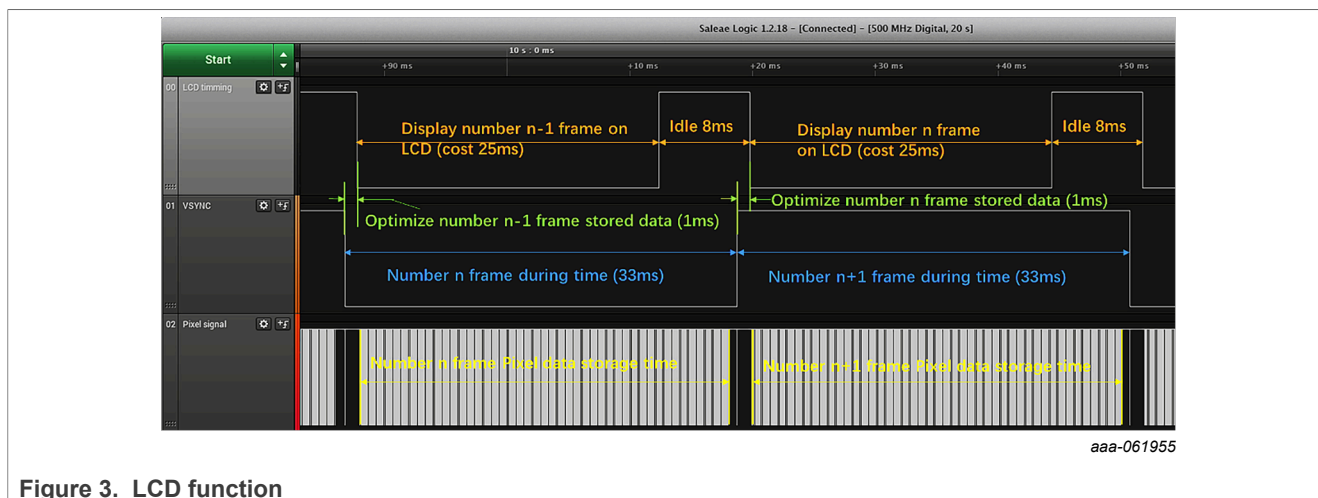 Saleae Logic 1.2.18 - [Connected] - [500 MHz Digital, 20 s]
Start
10 s : 0 ms
+90 ms
+10 ms
+20 ms
+30 ms
+40 ms
+50 ms
00 LCD timming
Display number n-1 frame on
LCD (cost 25ms)
Idle 8ms
Display number n frame
on LCD (cost 25ms)
Idle 8ms
01 VSYNC
Optimize number n-1 frame stored data (1ms)
Optimize number n frame stored data (1ms)
Number n frame during time (33ms)
Number n+1 frame during time (33ms)
02 Pixel signal
Number n frame Pixel data storage time
Number n+1 frame Pixel data storage time
aaa-061955
Figure 3. LCD function